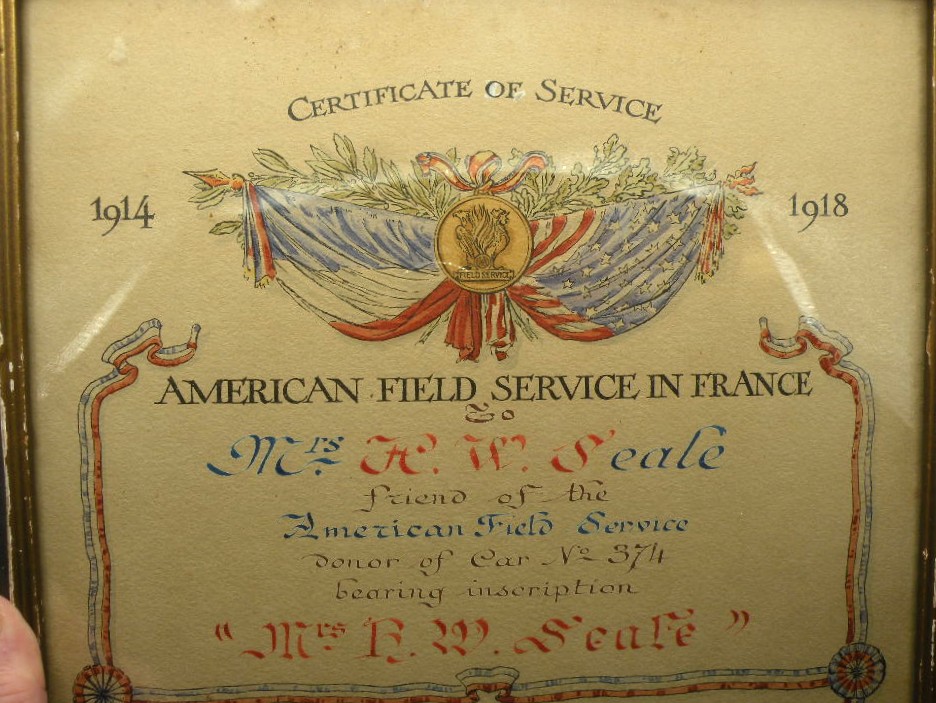 CERTIFICATE OF SERVICE
1914
1918
FIELD SERVICE
AMERICAN FIELD SERVICE IN FRANCE
To
Mrs H. W. Seale
friend of the
American Field Service
donor of Car No 374
bearing inscription
"Mrs H. W. Seale"